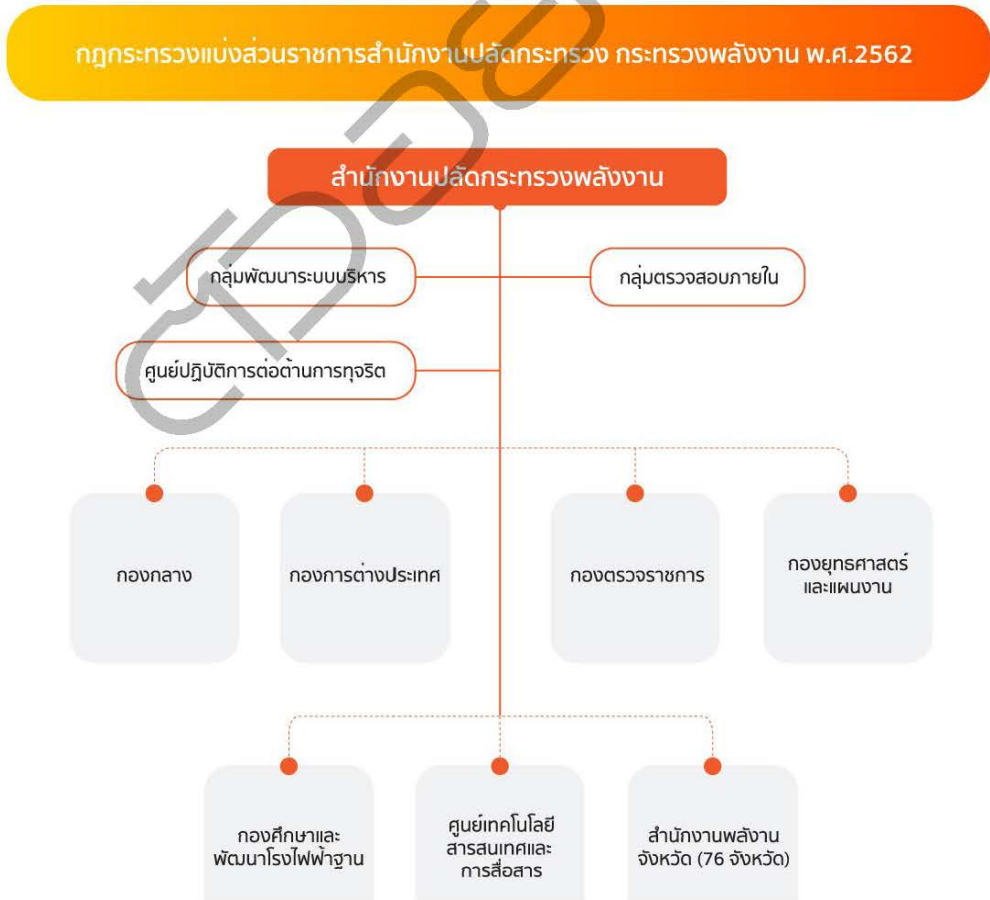 กฎกระทรวงแบ่งส่วนราชการสำนักงานปลัดกระทรวง กระทรวงพลังงาน พ.ศ.2562
สำนักงานปลัดกระทรวงพลังงาน
กลุ่มพัฒนาระบบบริหาร
กลุ่มตรวจสอบภายใน
ศูนย์ปฏิบัติการต่อต้านการทุจริต
กองกลาง
กองการต่างประเทศ
กองตรวจราชการ
กองยุทธศาสตร์
และแผนงาน
กองศึกษาและ
พัฒนาโรงไฟฟ้าฐาน
ศูนย์เทคโนโลยี
สารสนเทศและ
การสื่อสาร
สำนักงานพลังงาน
จังหวัด (76 จังหวัด)